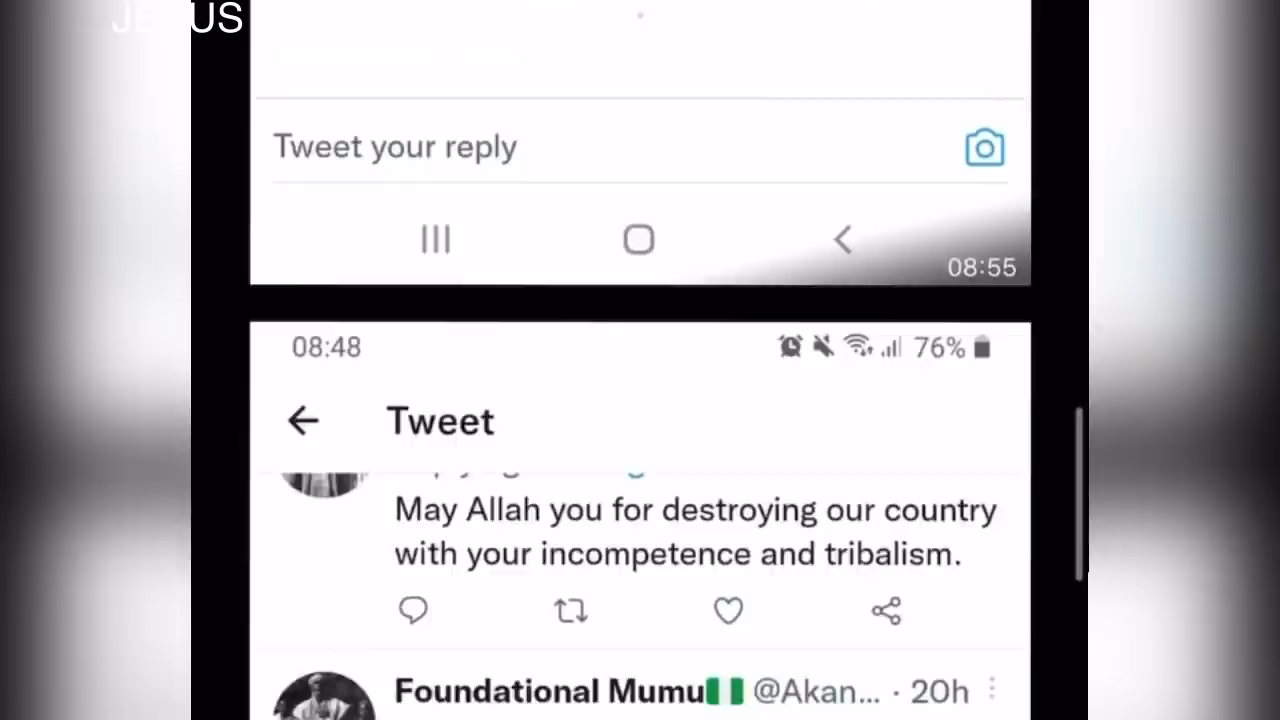 Tweet your reply
08:55
08:48 76%
Tweet
May Allah you for destroying our country
with your incompetence and tribalism.
Foundational Mumu @Akan... · 20h